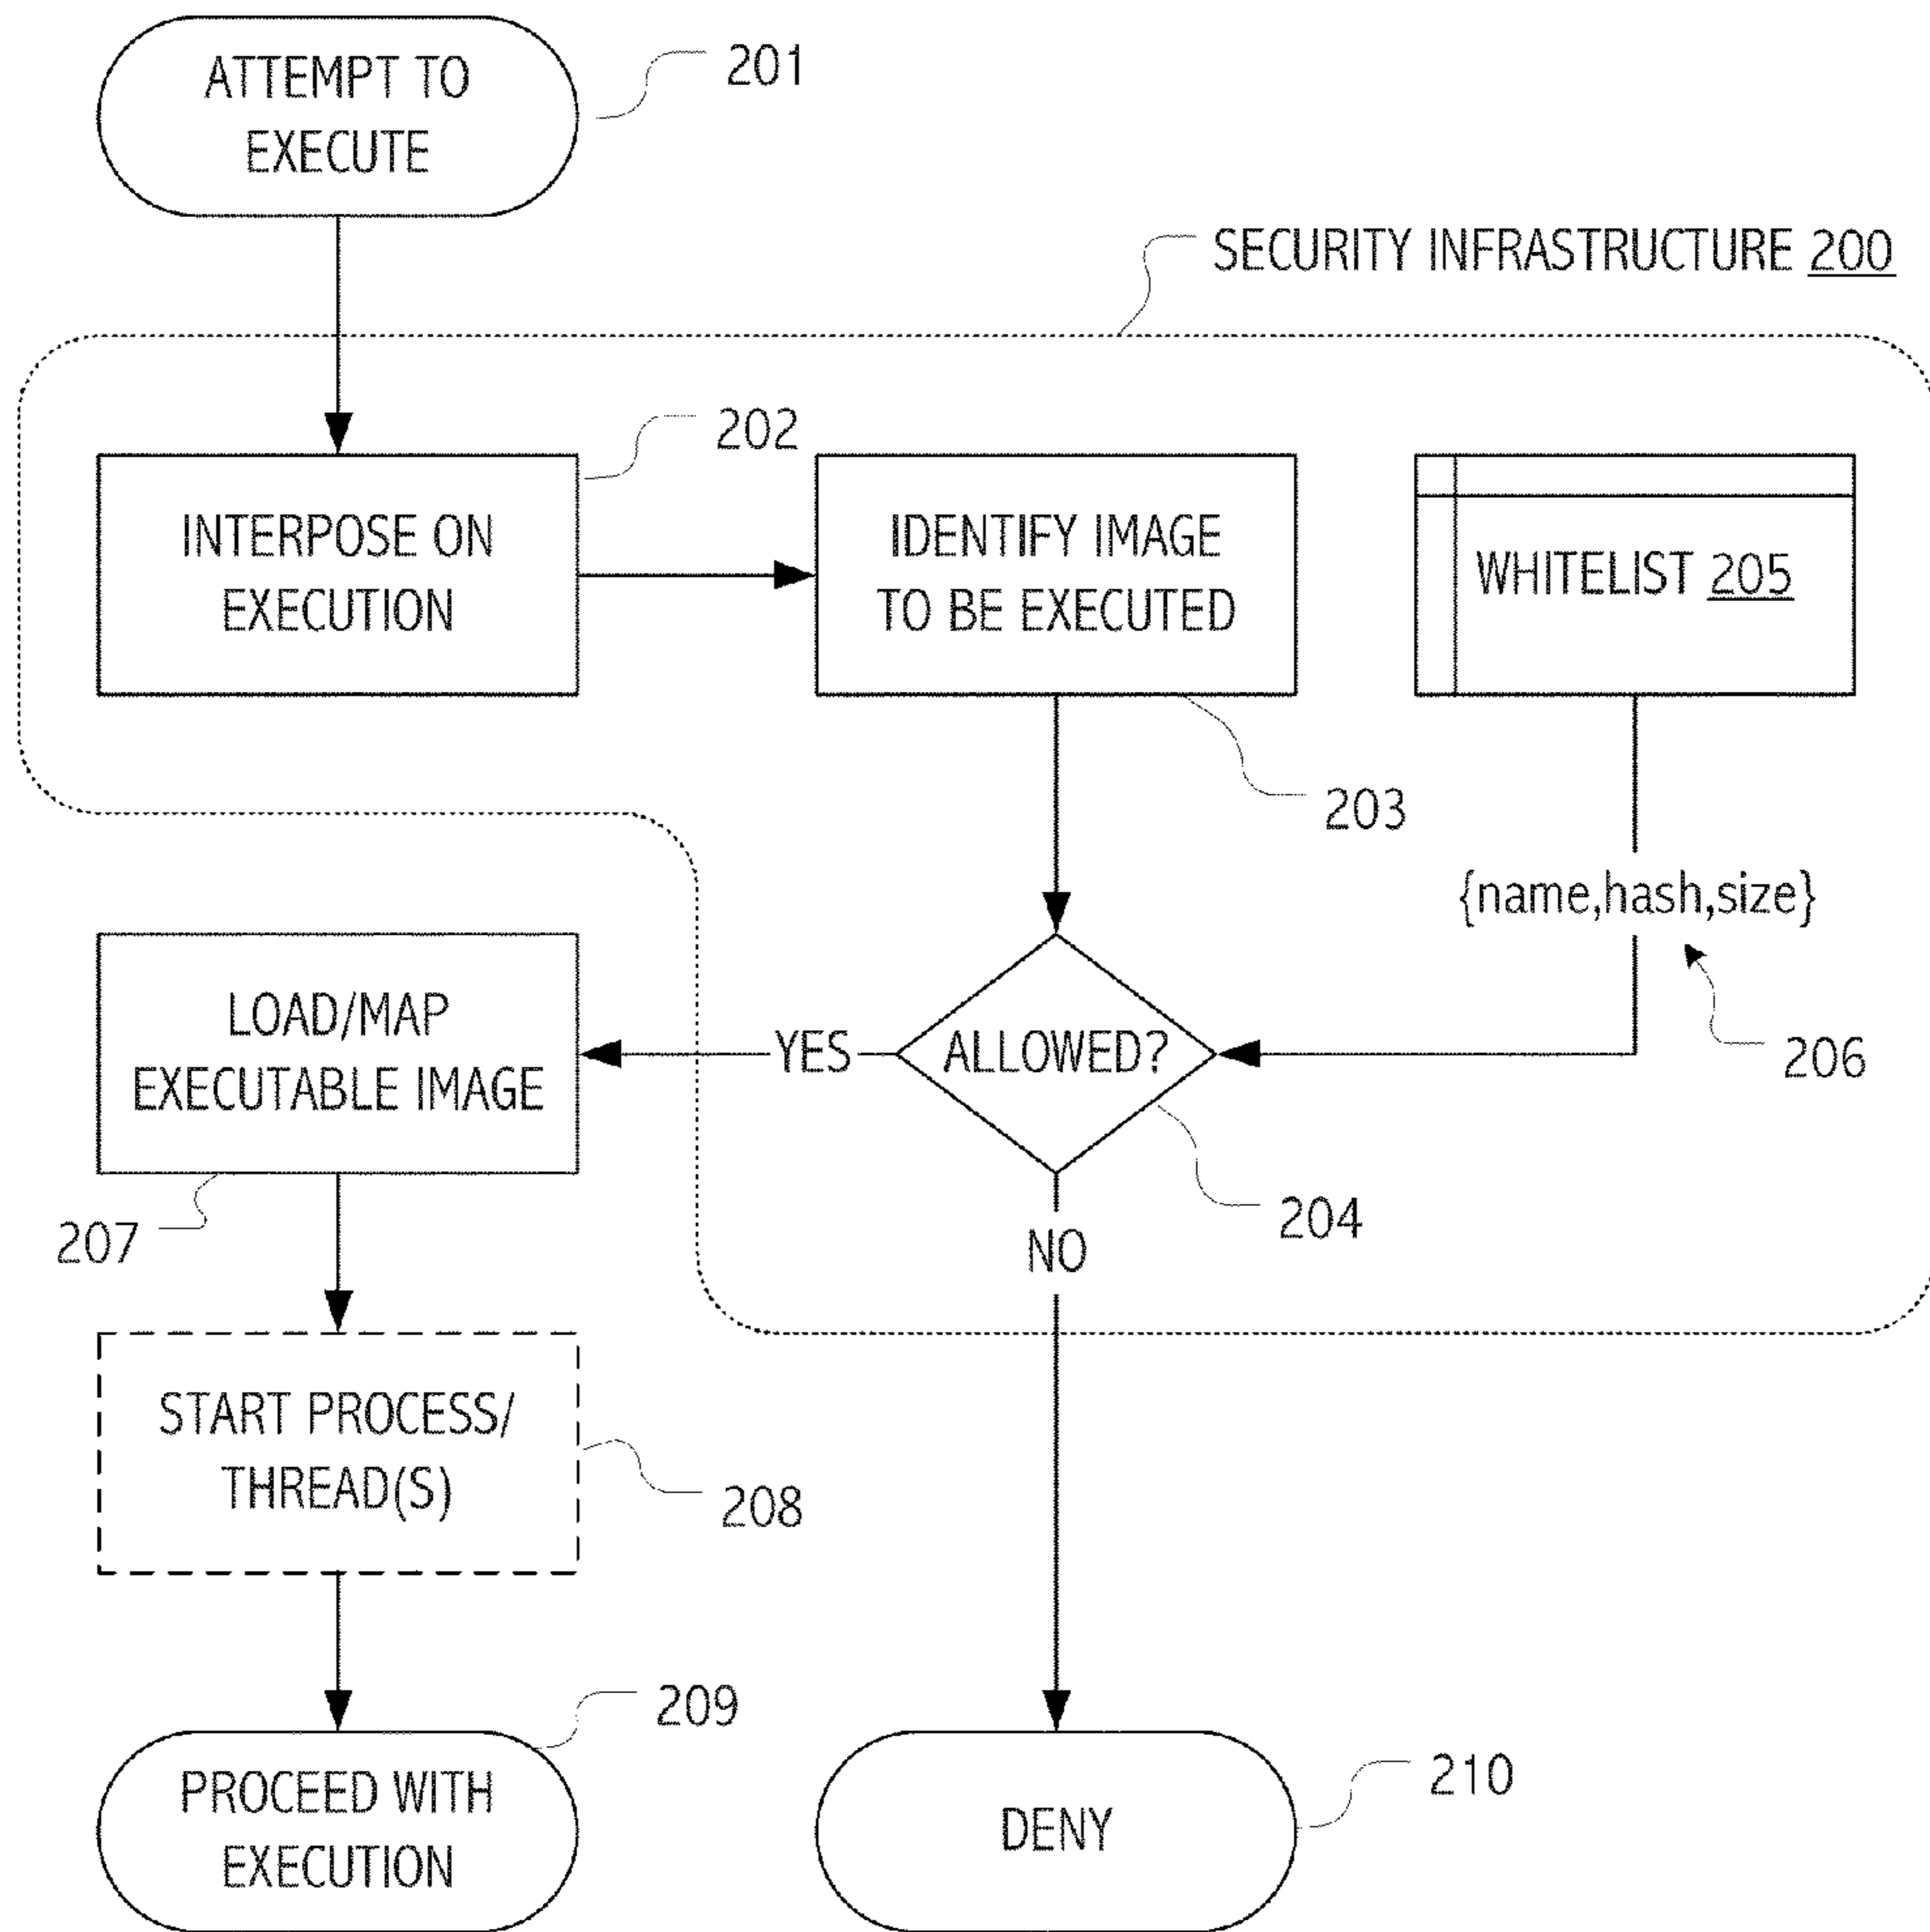 ATTEMPT TO
EXECUTE
201
SECURITY INFRASTRUCTURE 200
202
INTERPOSE ON
EXECUTION
IDENTIFY IMAGE
TO BE EXECUTED
WHITELIST 205
203
{name,hash,size}
206
LOAD/MAP
EXECUTABLE IMAGE
YES
ALLOWED?
204
207
NO
START PROCESS/
THREAD(S)
208
209
PROCEED WITH
EXECUTION
DENY
210